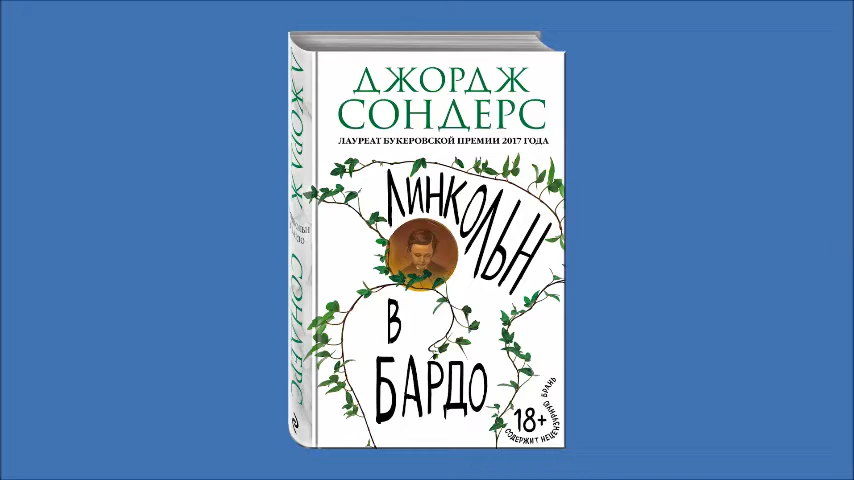 ДЖОРДЖ
СОНДЕРС
ЛАУРЕАТ БУКЕРОВСКОЙ ПРЕМИИ 2017 ГОДА
ЛИНКОЛЬН
В
БАРДО
18+
СОДЕРЖИТ НЕЦЕНЗУРНУЮ БРАНЬ
ДЖОРДЖ СОНДЕРС